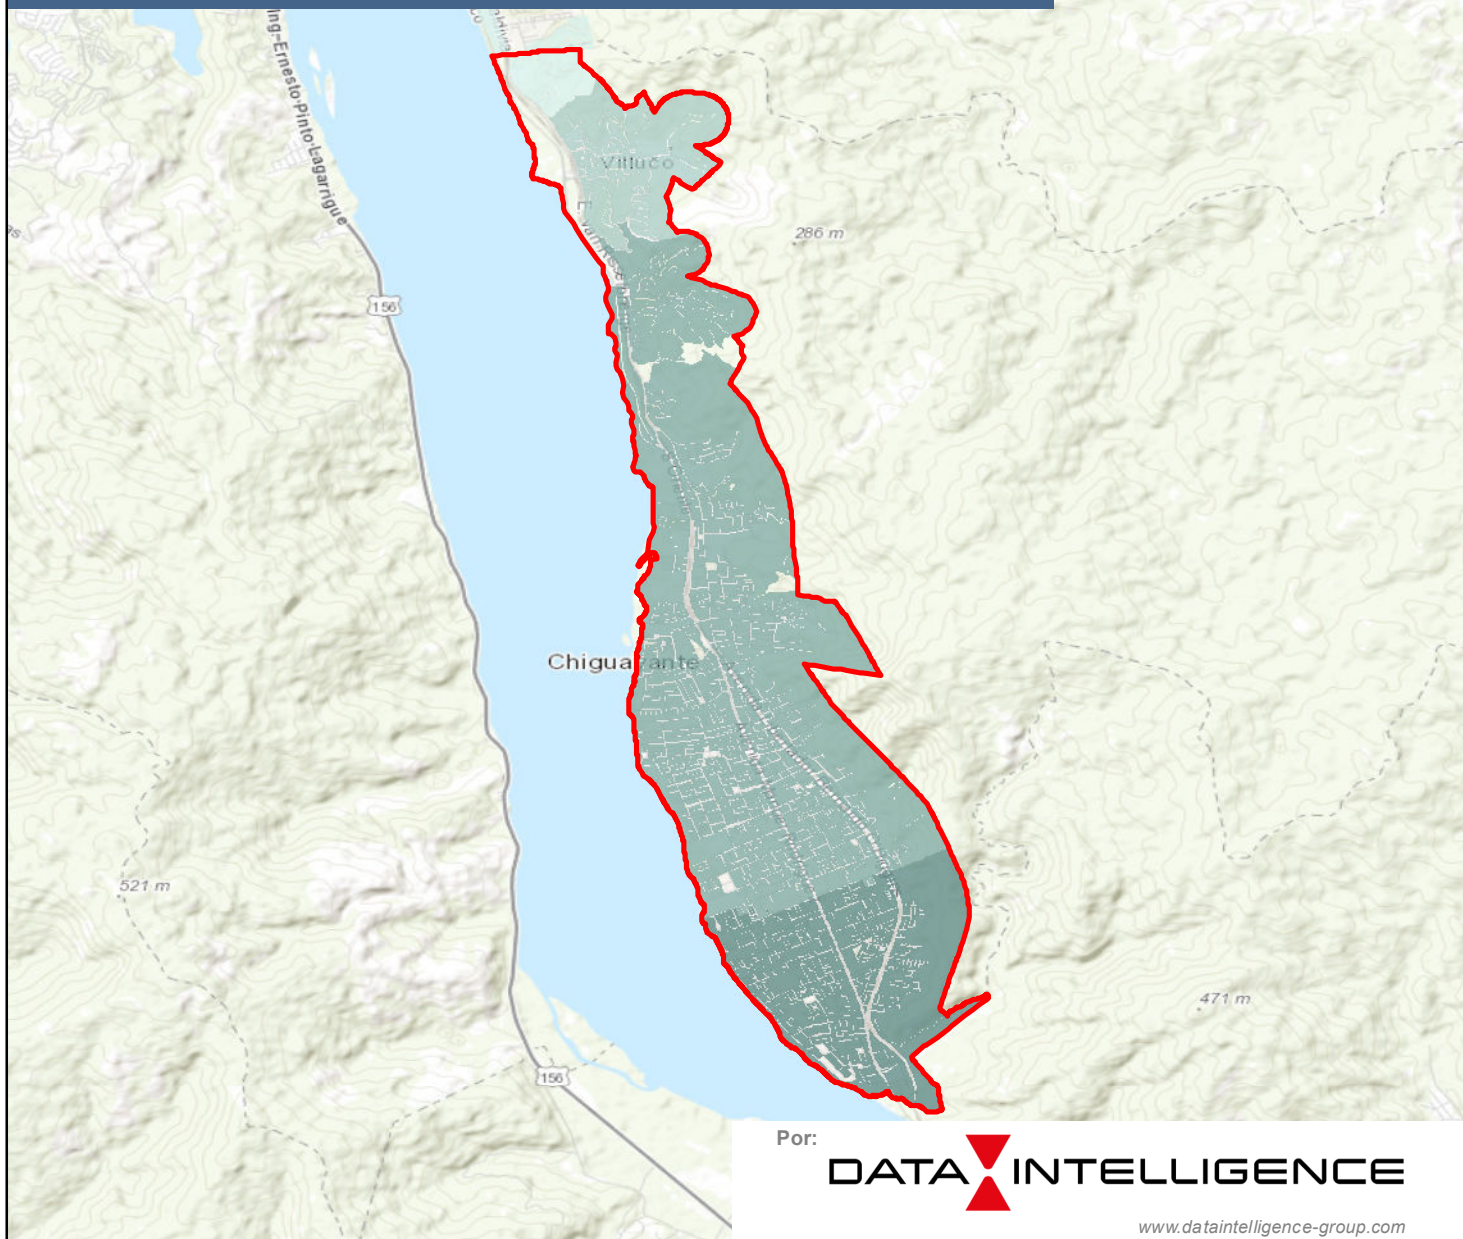 Ing-Ernesto-Pinto-Lagarrigue
Villuco
286 m
156
Chiguayante
521 m
471 m
156
Por:
DATA INTELLIGENCE
www.dataintelligence-group.com